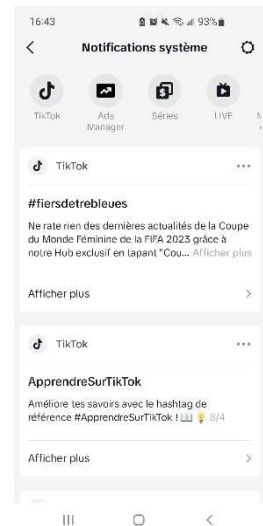 16:43 93%
Notifications système
TikTok Ads Manager Séries LIVE
TikTok
#fiersdetrebleues
Ne rate rien des dernières actualités de la Coupe
du Monde Féminine de la FIFA 2023 grâce à
notre Hub exclusif en tapant "Cou... Afficher plus
Afficher plus
TikTok
ApprendreSurTikTok
Améliore tes savoirs avec le hashtag de
référence #ApprendreSurTikTok ! 📖 💡 8/4
Afficher plus